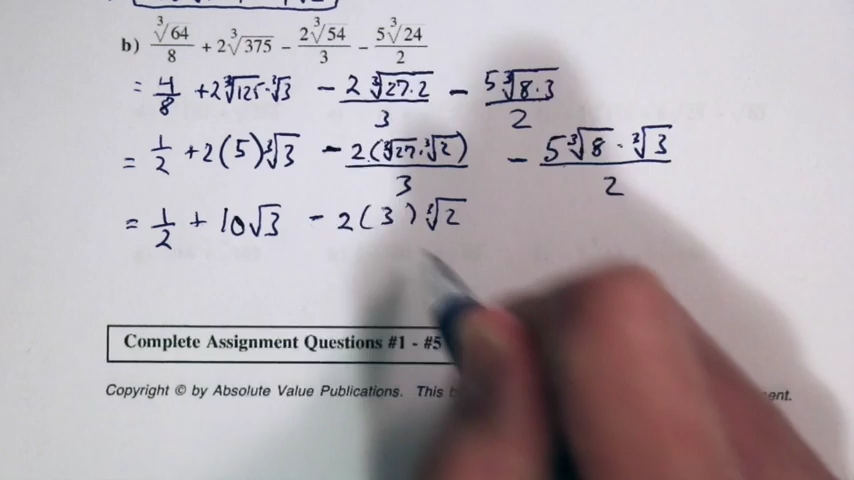 b) ∛64/8 + 2∛375 − 2∛54/3 − 5∛24/2
= 4/8 + 2∛125·∛3 − 2∛27·2/3 − 5∛8·3/2
= 1/2 + 2(5)∛3 − 2(∛27·∛2)/3 − 5∛8 · ∛3/2
= 1/2 + 10√3 − 2(3)∛2
Complete Assignment Questions #1 - #5
Copyright © by Absolute Value Publications. This